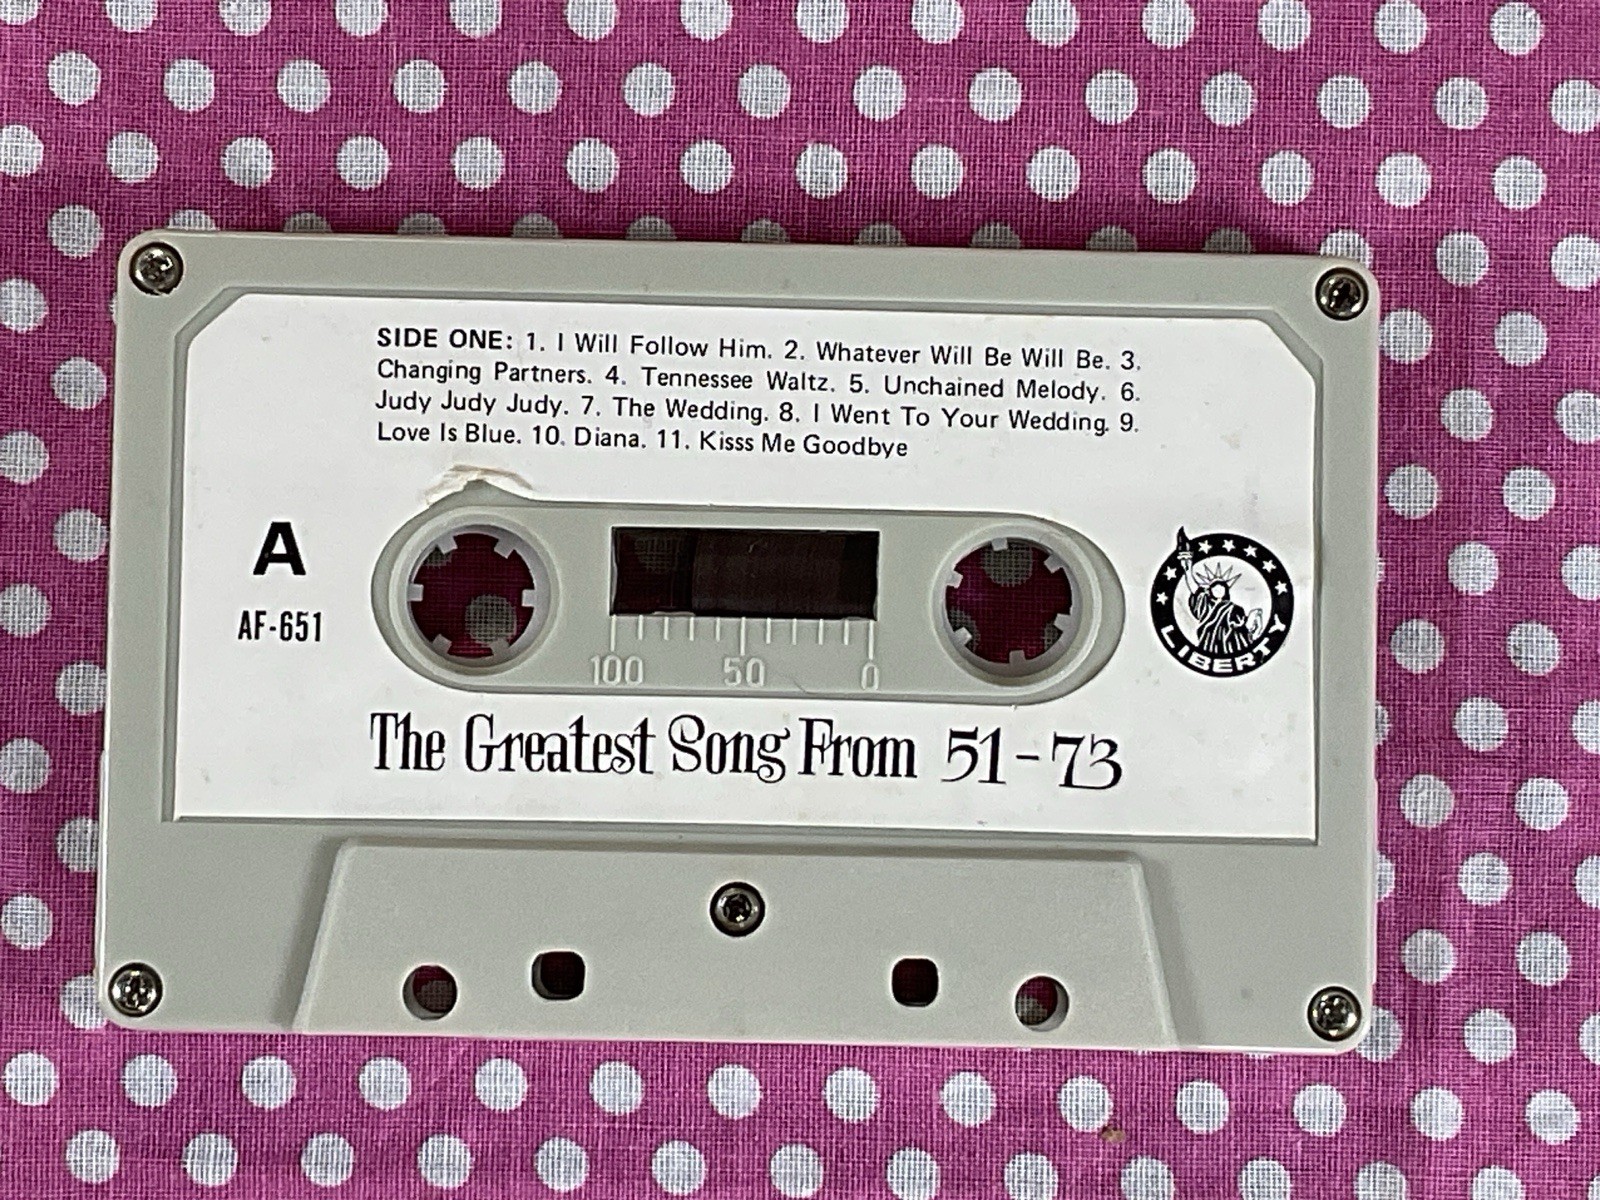 SIDE ONE: 1. I Will Follow Him. 2. Whatever Will Be Will Be. 3.
Changing Partners. 4. Tennessee Waltz. 5. Unchained Melody. 6.
Judy Judy Judy. 7. The Wedding. 8. I Went To Your Wedding. 9.
Love Is Blue. 10. Diana. 11. Kisss Me Goodbye
A
AF-651
100 50 0
LIBERTY
The Greatest Song From 51-73